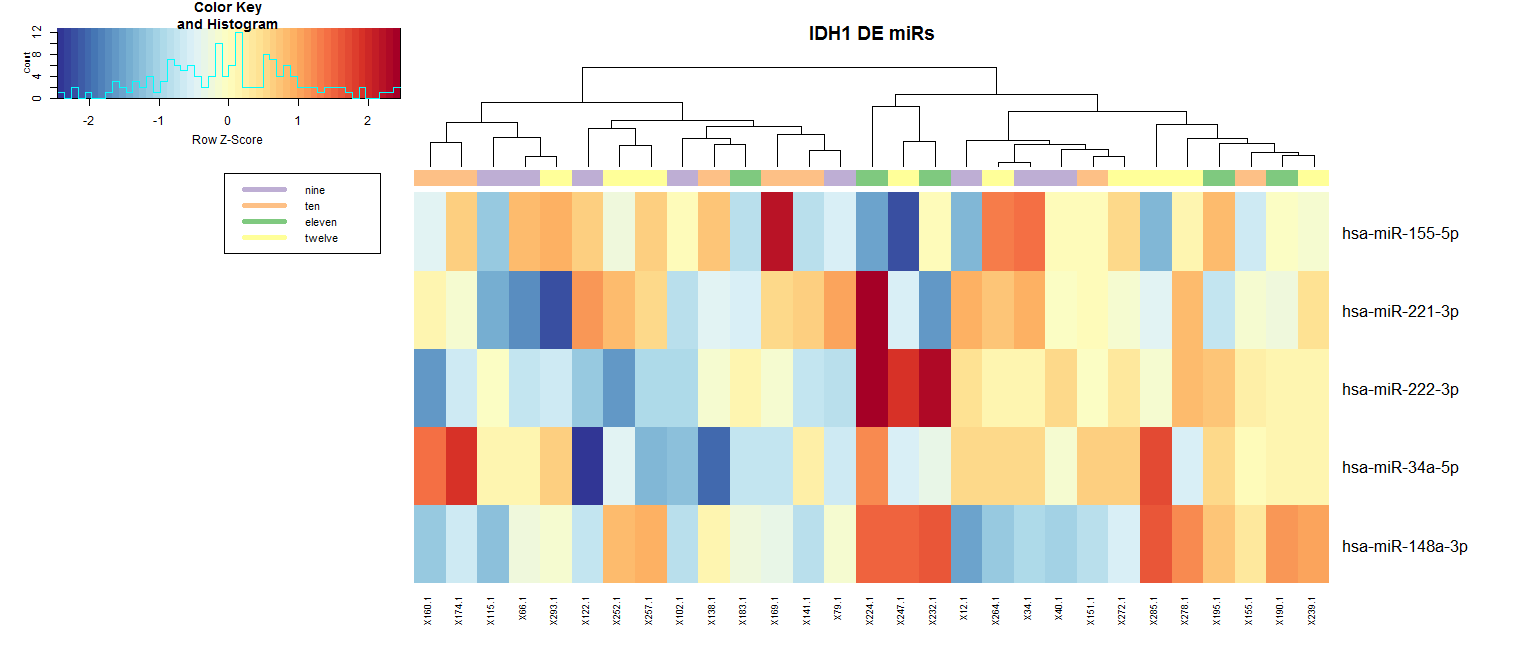 Color Key
and Histogram
Count
0 4 8 12
-2 -1 0 1 2
Row Z-Score
IDH1 DE miRs
nine
ten
eleven
twelve
hsa-miR-155-5p
hsa-miR-221-3p
hsa-miR-222-3p
hsa-miR-34a-5p
hsa-miR-148a-3p
X160.1 X174.1 X115.1 X66.1 X293.1 X122.1 X252.1 X257.1 X102.1 X138.1 X183.1 X169.1 X141.1 X79.1 X224.1 X247.1 X232.1 X12.1 X264.1 X34.1 X40.1 X151.1 X272.1 X285.1 X278.1 X195.1 X155.1 X190.1 X239.1